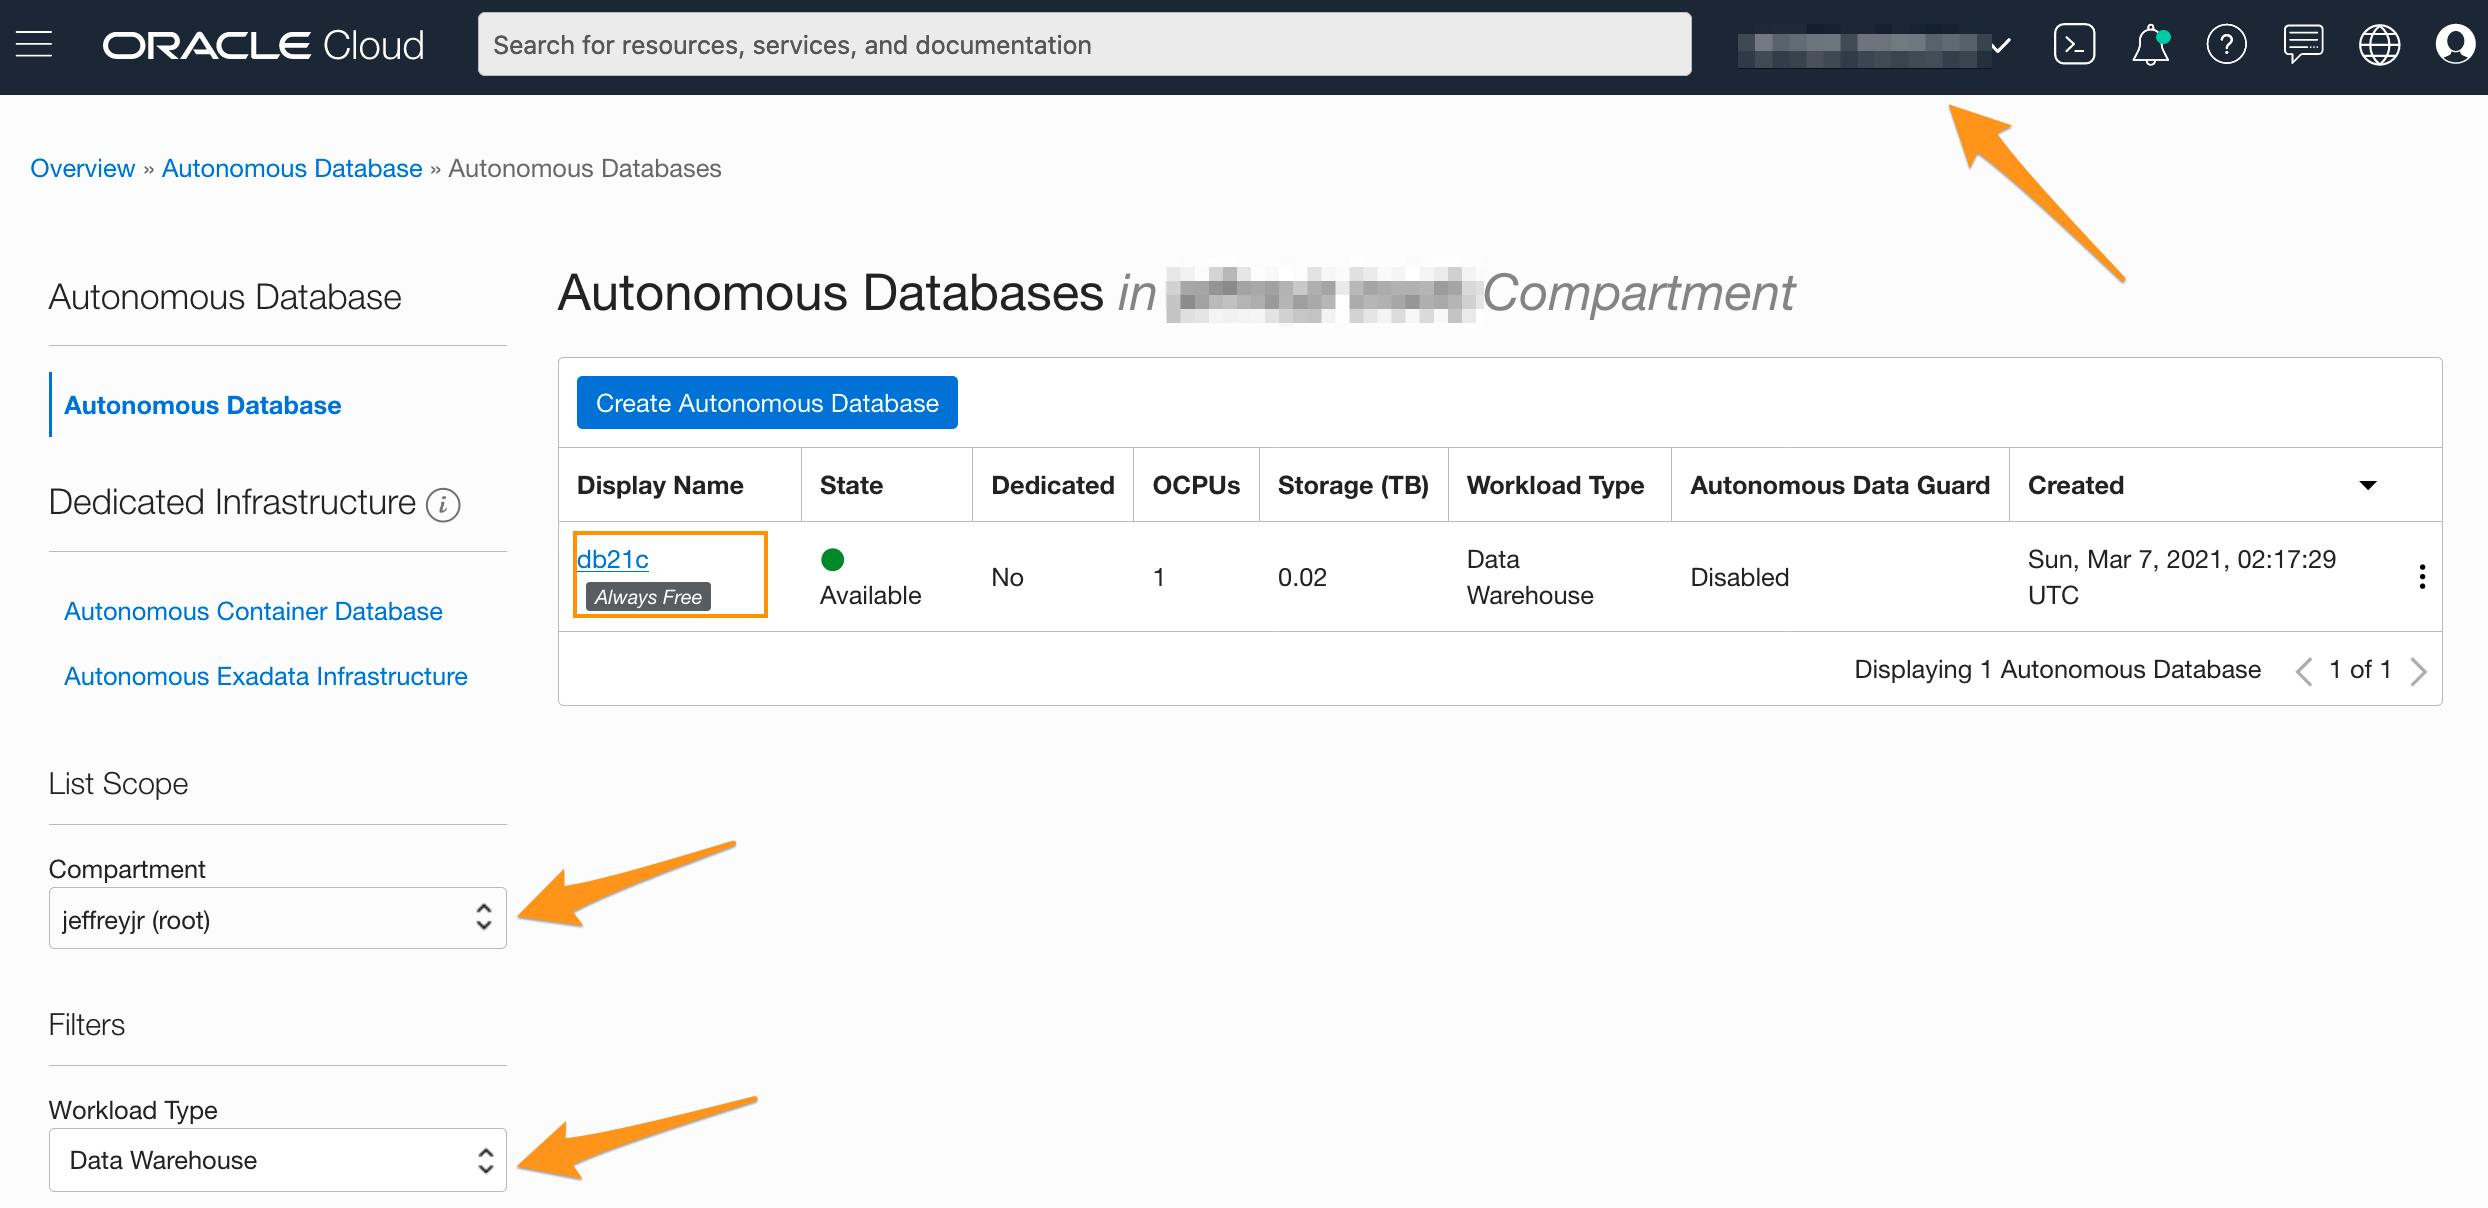 ORACLE Cloud
Search for resources, services, and documentation
Overview » Autonomous Database » Autonomous Databases
Autonomous Database
Autonomous Database
Dedicated Infrastructure i
Autonomous Container Database
Autonomous Exadata Infrastructure
List Scope
Compartment
jeffreyjr (root)
Filters
Workload Type
Data Warehouse
Autonomous Databases in Compartment
Create Autonomous Database
Display Name State Dedicated OCPUs Storage (TB) Workload Type Autonomous Data Guard Created
db21c
Always Free
Available
No
1
0.02
Data
Warehouse
Disabled
Sun, Mar 7, 2021, 02:17:29
UTC
Displaying 1 Autonomous Database 1 of 1